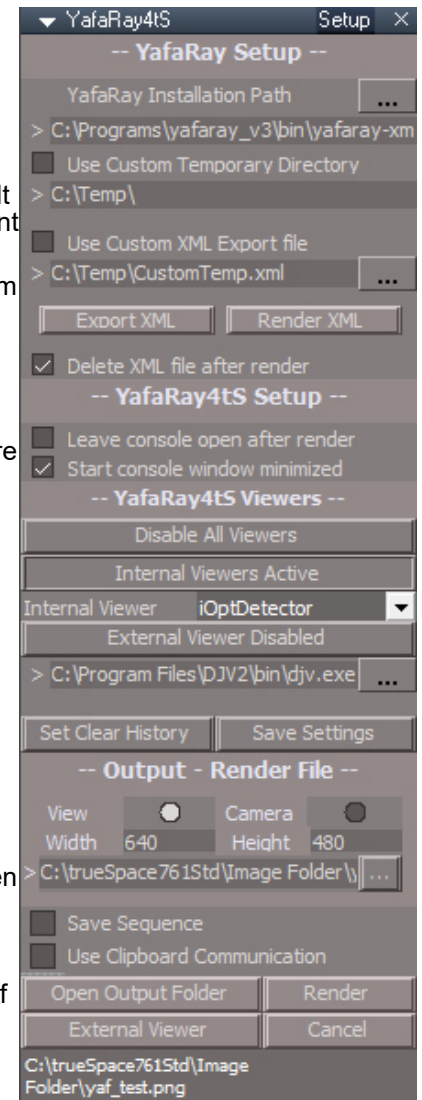 YafaRay4tS Setup ×
-- YafaRay Setup --
YafaRay Installation Path ...
> C:\Programs\yafaray_v3\bin\yafaray-xm
Use Custom Temporary Directory
lt
> C:\Temp\
nt
Use Custom XML Export file
m
> C:\Temp\CustomTemp.xml ...
Export XML Render XML
Delete XML file after render
-- YafaRay4tS Setup --
re
Leave console open after render
Start console window minimized
-- YafaRay4tS Viewers --
Disable All Viewers
Internal Viewers Active
Internal Viewer iOptDetector
External Viewer Disabled
> C:\Program Files\DJV2\bin\djv.exe ...
Set Clear History Save Settings
-- Output - Render File --
View Camera
Width 640 Height 480
en
> C:\trueSpace761Std\Image Folder\y ...
Save Sequence
Use Clipboard Communication
f
Open Output Folder Render
External Viewer Cancel
C:\trueSpace761Std\Image
Folder\yaf_test.png